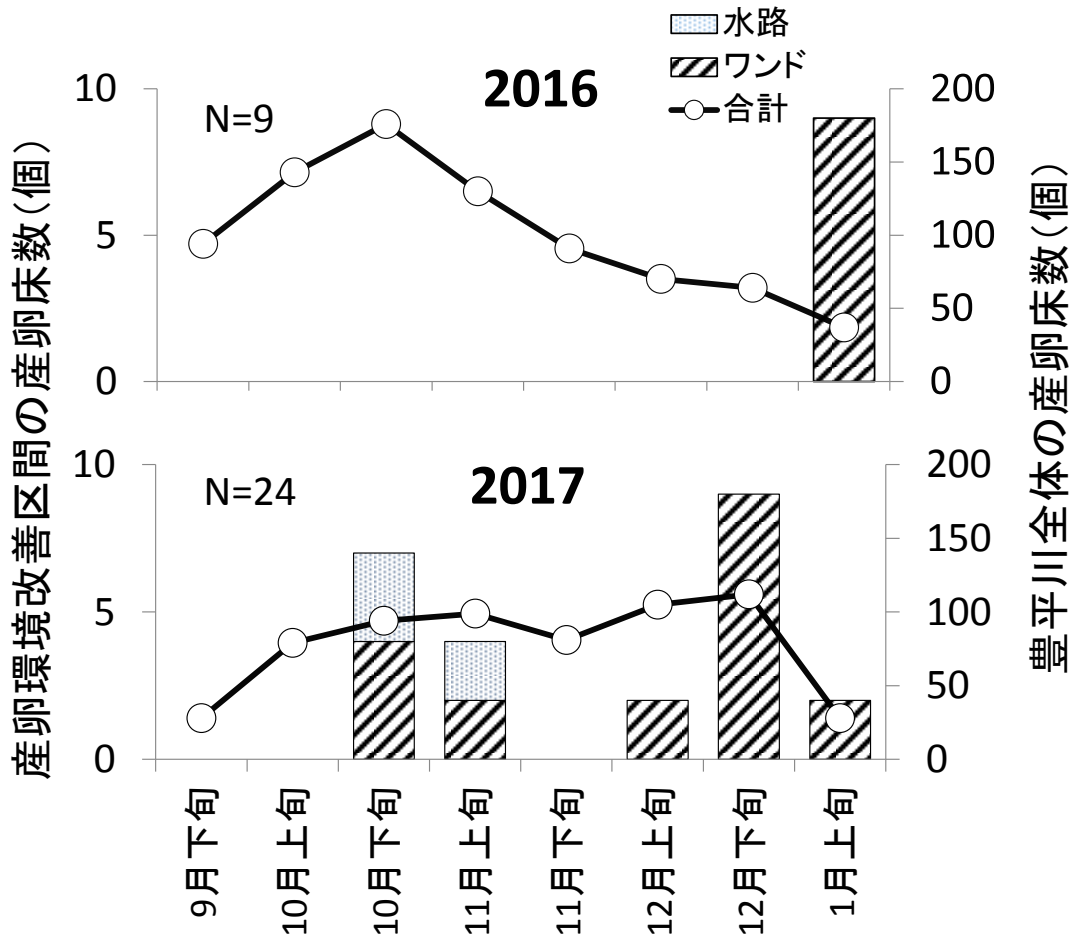 水路
ワンド
合計
産卵環境改善区間の産卵床数(個)
豊平川全体の産卵床数(個)
2016
N=9
10
5
0
200
150
100
50
0
2017
N=24
10
5
0
200
150
100
50
0
9月下旬
10月上旬
10月下旬
11月上旬
11月下旬
12月上旬
12月下旬
1月上旬